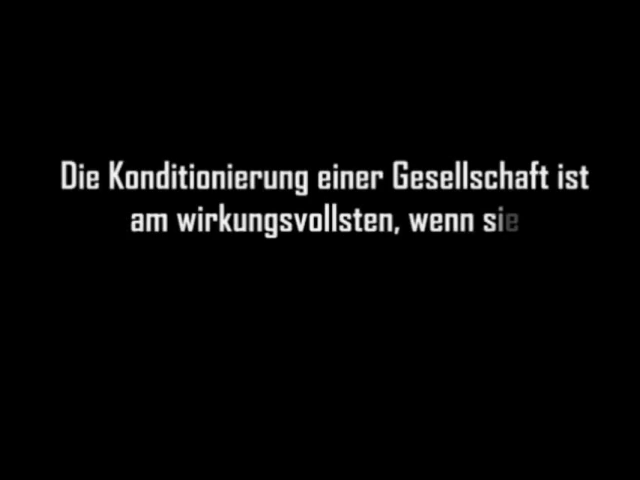 Die Konditionierung einer Gesellschaft ist
am wirkungsvollsten, wenn sie